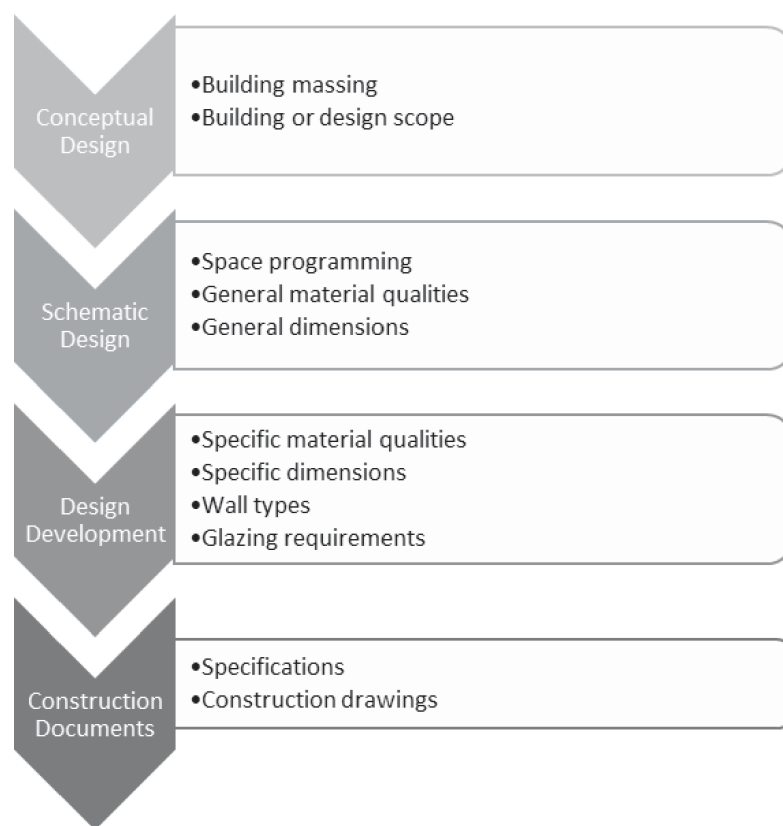 Conceptual
Design
•Building massing
•Building or design scope
Schematic
Design
•Space programming
•General material qualities
•General dimensions
Design
Development
•Specific material qualities
•Specific dimensions
•Wall types
•Glazing requirements
Construction
Documents
•Specifications
•Construction drawings